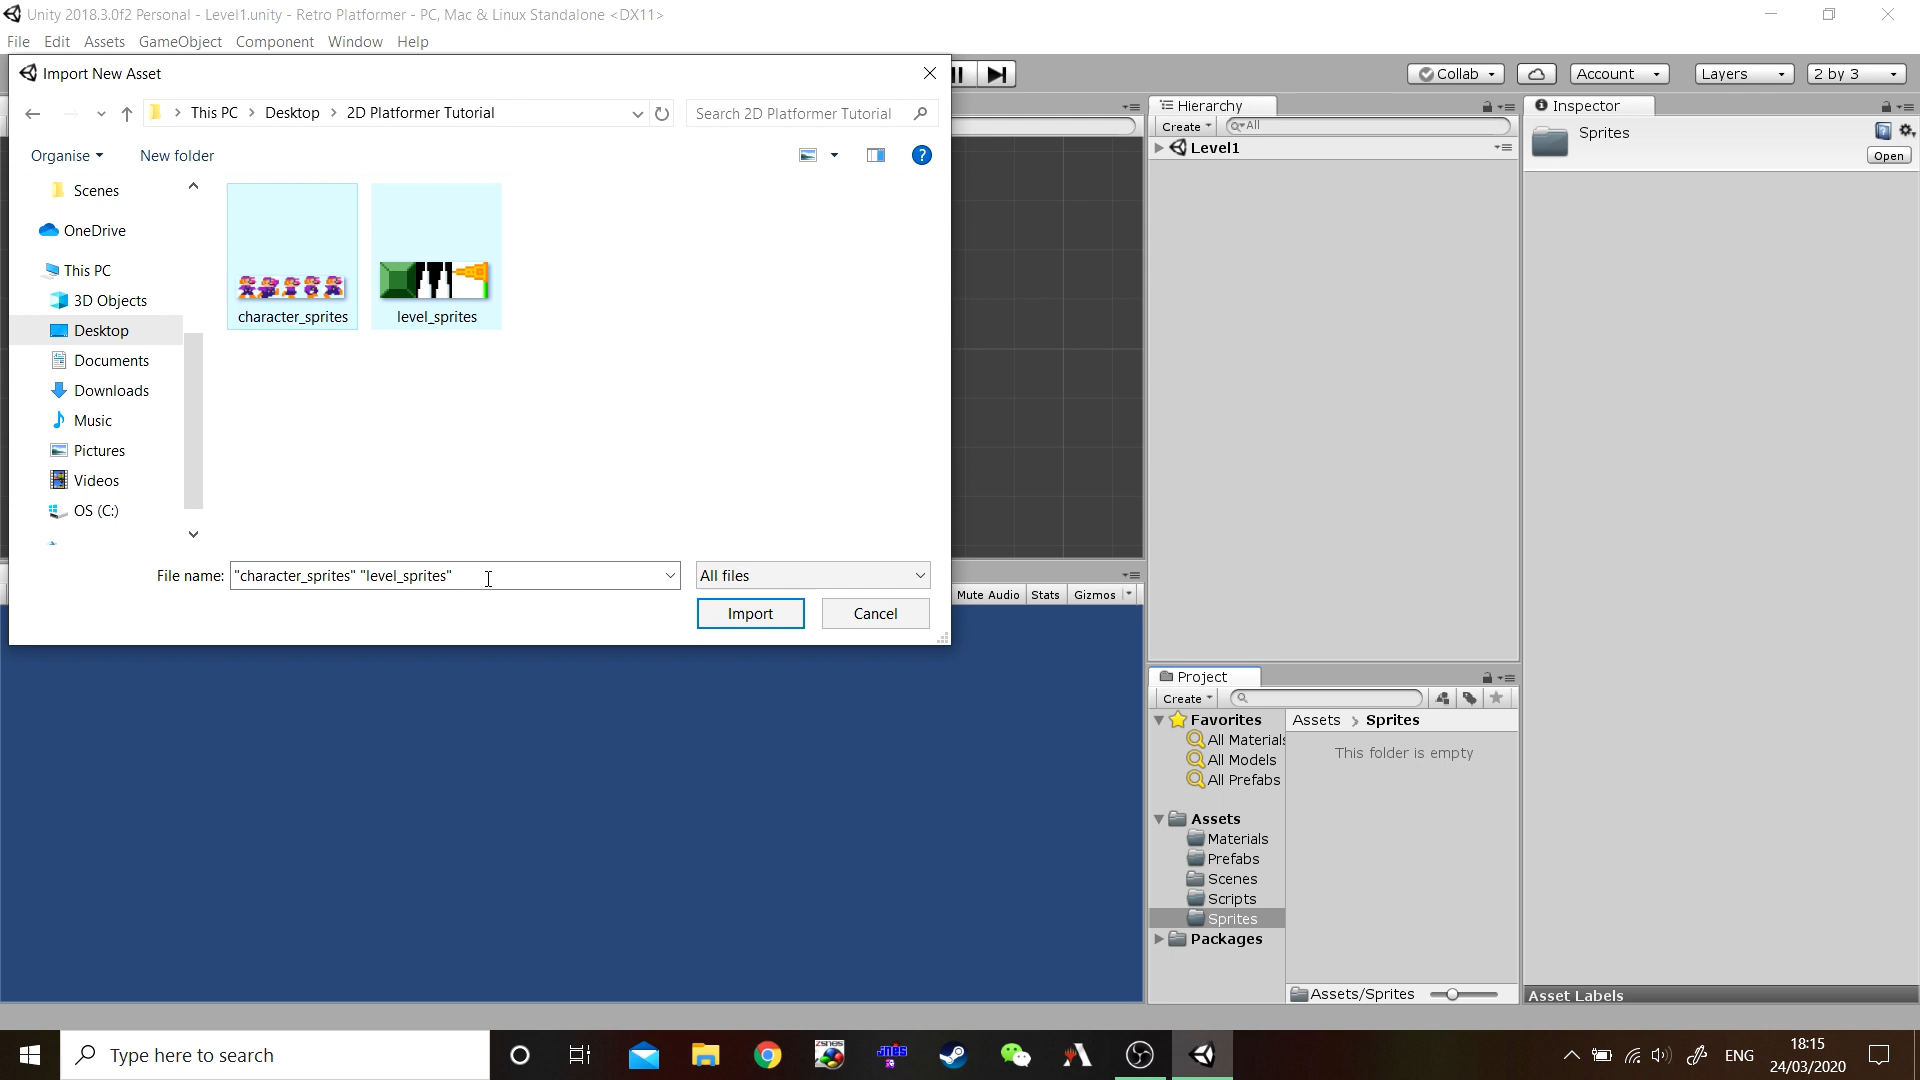 Unity 2018.3.0f2 Personal - Level1.unity - Retro Platformer - PC, Mac & Linux Standalone <DX11>
File Edit Assets GameObject Component Window Help
Import New Asset
Collab Account Layers 2 by 3
This PC > Desktop > 2D Platformer Tutorial
Search 2D Platformer Tutorial
Organise New folder
Scenes
OneDrive
This PC
3D Objects
Desktop
Documents
Downloads
Music
Pictures
Videos
OS (C:)
character_sprites level_sprites
File name: "character_sprites" "level_sprites"
All files
Import Cancel
Mute Audio Stats Gizmos
Hierarchy
Create All
Level1
Inspector
Sprites
Open
Project
Create
Favorites
All Materials
All Models
All Prefabs
Assets
Materials
Prefabs
Scenes
Scripts
Sprites
Packages
Assets > Sprites
This folder is empty
Assets/Sprites
Asset Labels
Type here to search
ZSNES
jnes
ENG
18:15
24/03/2020